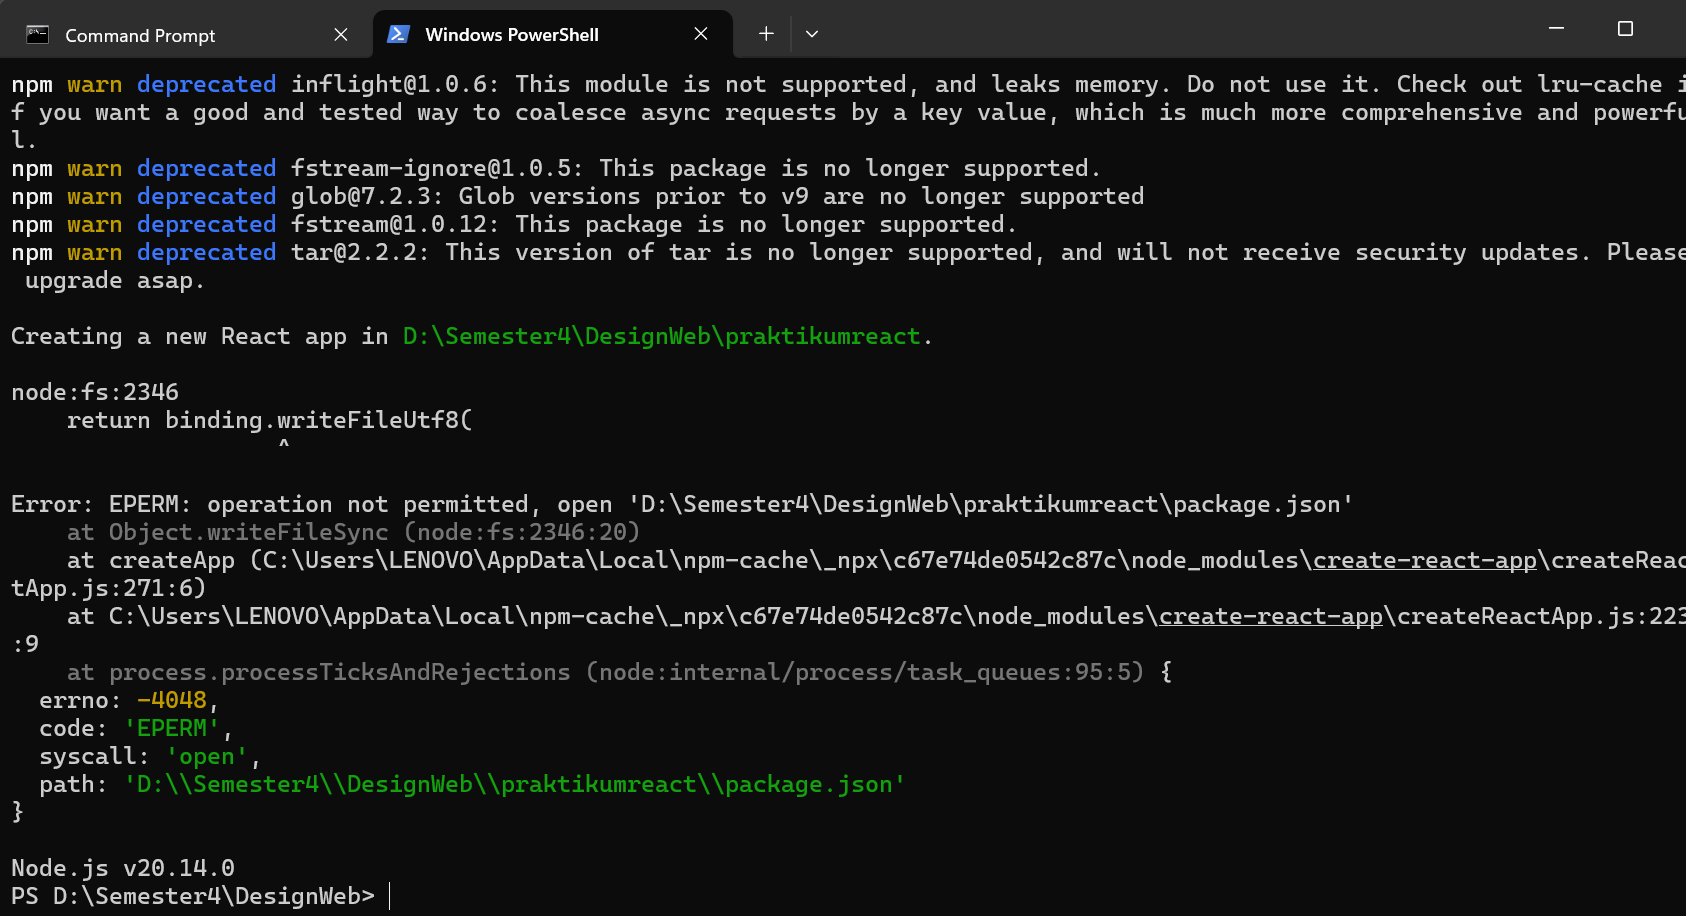 Command Prompt
Windows PowerShell
npm warn deprecated inflight@1.0.6: This module is not supported, and leaks memory. Do not use it. Check out lru-cache i
f you want a good and tested way to coalesce async requests by a key value, which is much more comprehensive and powerfu
l.
npm warn deprecated fstream-ignore@1.0.5: This package is no longer supported.
npm warn deprecated glob@7.2.3: Glob versions prior to v9 are no longer supported
npm warn deprecated fstream@1.0.12: This package is no longer supported.
npm warn deprecated tar@2.2.2: This version of tar is no longer supported, and will not receive security updates. Please
 upgrade asap.
Creating a new React app in D:\Semester4\DesignWeb\praktikumreact.
node:fs:2346
    return binding.writeFileUtf8(
                   ^
Error: EPERM: operation not permitted, open 'D:\Semester4\DesignWeb\praktikumreact\package.json'
    at Object.writeFileSync (node:fs:2346:20)
    at createApp (C:\Users\LENOVO\AppData\Local\npm-cache\_npx\c67e74de0542c87c\node_modules\create-react-app\createReac
tApp.js:271:6)
    at C:\Users\LENOVO\AppData\Local\npm-cache\_npx\c67e74de0542c87c\node_modules\create-react-app\createReactApp.js:223
:9
    at process.processTicksAndRejections (node:internal/process/task_queues:95:5) {
  errno: -4048,
  code: 'EPERM',
  syscall: 'open',
  path: 'D:\\Semester4\\DesignWeb\\praktikumreact\\package.json'
}
Node.js v20.14.0
PS D:\Semester4\DesignWeb>